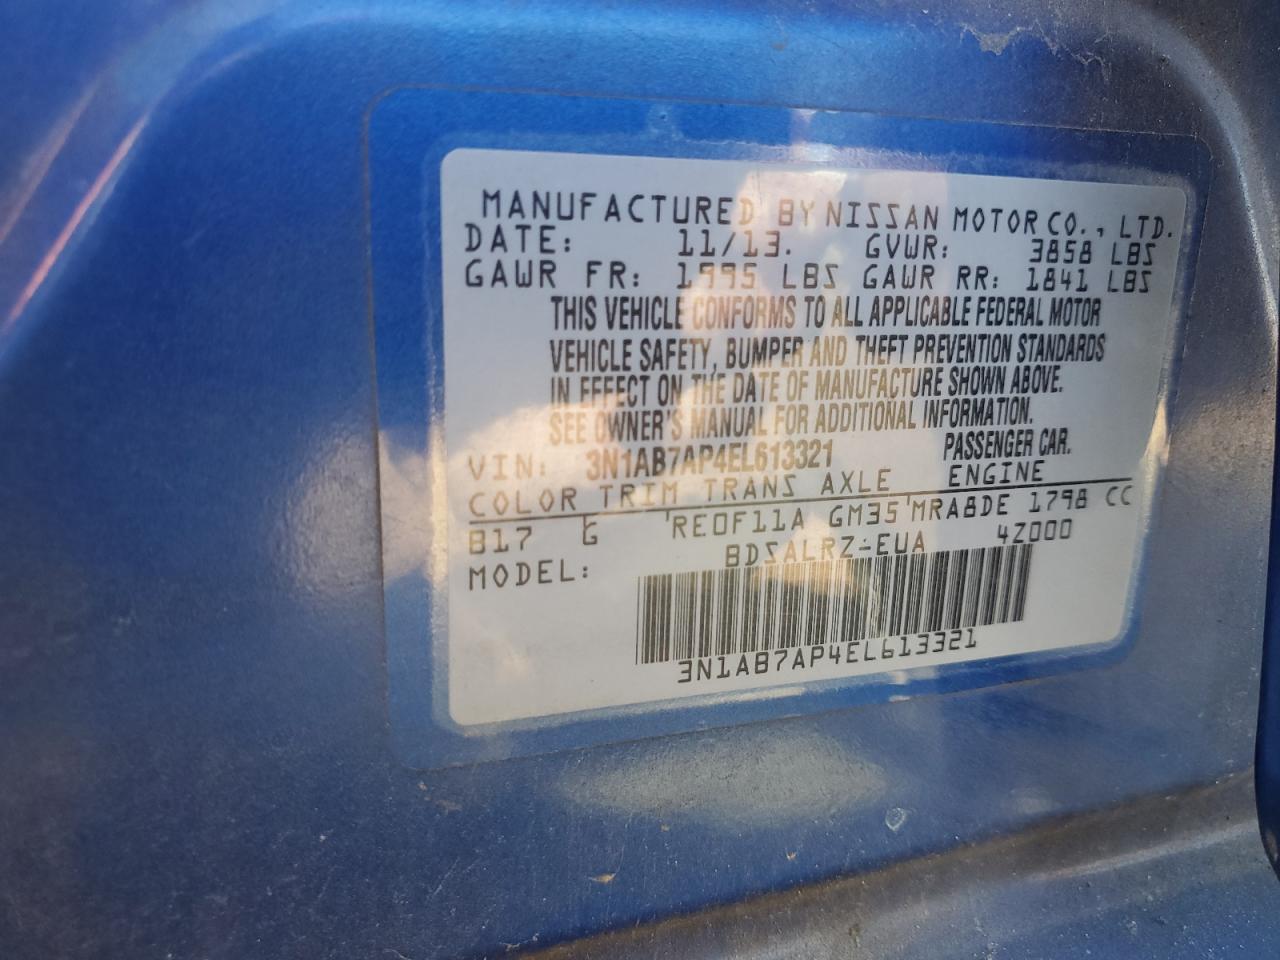 MANUFACTURED BY NISSAN MOTOR CO., LTD.
DATE: 11/13. GVWR: 3858 LBS
GAWR FR: 1995 LBS GAWR RR: 1841 LBS
THIS VEHICLE CONFORMS TO ALL APPLICABLE FEDERAL MOTOR
VEHICLE SAFETY, BUMPER AND THEFT PREVENTION STANDARDS
IN EFFECT ON THE DATE OF MANUFACTURE SHOWN ABOVE.
SEE OWNER'S MANUAL FOR ADDITIONAL INFORMATION.
VIN: 3N1AB7AP4EL613321 PASSENGER CAR.
COLOR TRIM TRANS AXLE ENGINE
B17 G RE0F11A GM35 MRA8DE 1798 CC
MODEL: BDSALRZ-EUA 4Z000
3N1AB7AP4EL613321